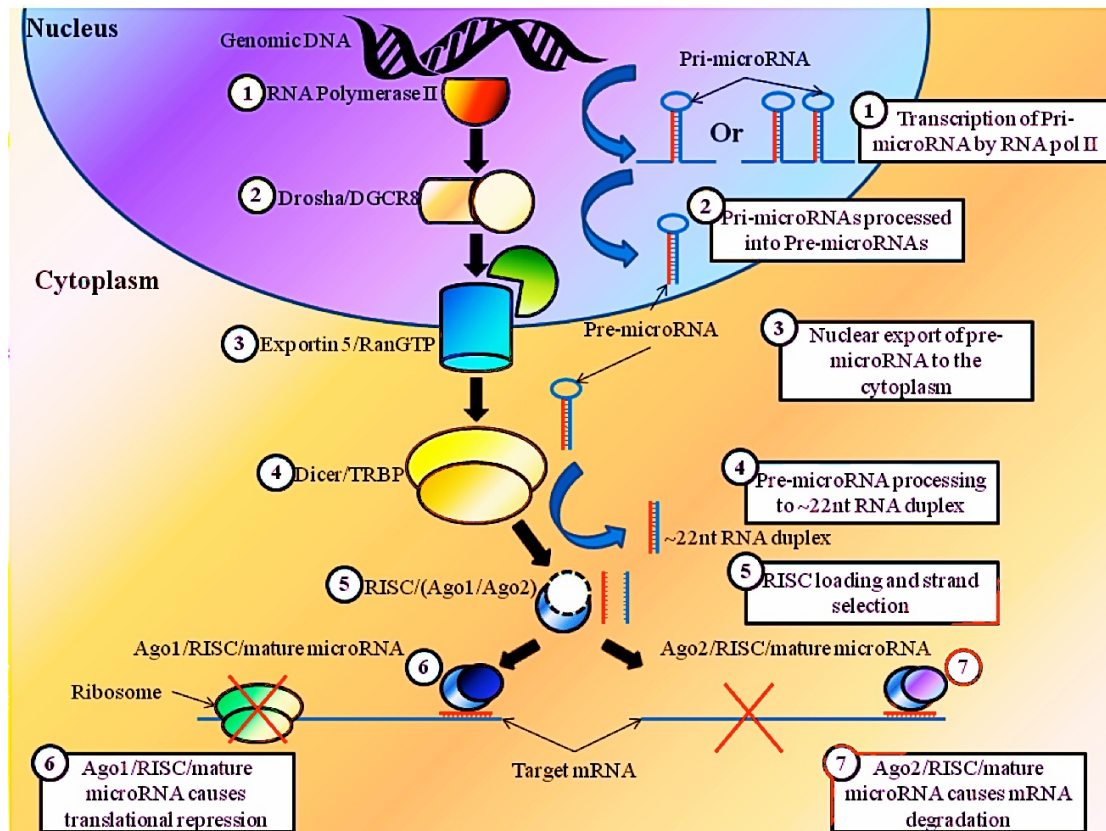 Nucleus
Genomic DNA
Pri-microRNA
1 RNA Polymerase II
Or
1 Transcription of Pri-
microRNA by RNA pol II
2 Drosha/DGCR8
2 Pri-microRNAs processed
into Pre-microRNAs
Cytoplasm
3 Exportin 5/RanGTP
Pre-microRNA
3 Nuclear export of pre-
microRNA to the
cytoplasm
4 Dicer/TRBP
4 Pre-microRNA processing
to ~22nt RNA duplex
~22nt RNA duplex
5 RISC/(Ago1/Ago2)
5 RISC loading and strand
selection
Ago1/RISC/mature microRNA
6
Ago2/RISC/mature microRNA
7
Ribosome
Target mRNA
6 Ago1/RISC/mature
microRNA causes
translational repression
7 Ago2/RISC/mature
microRNA causes mRNA
degradation